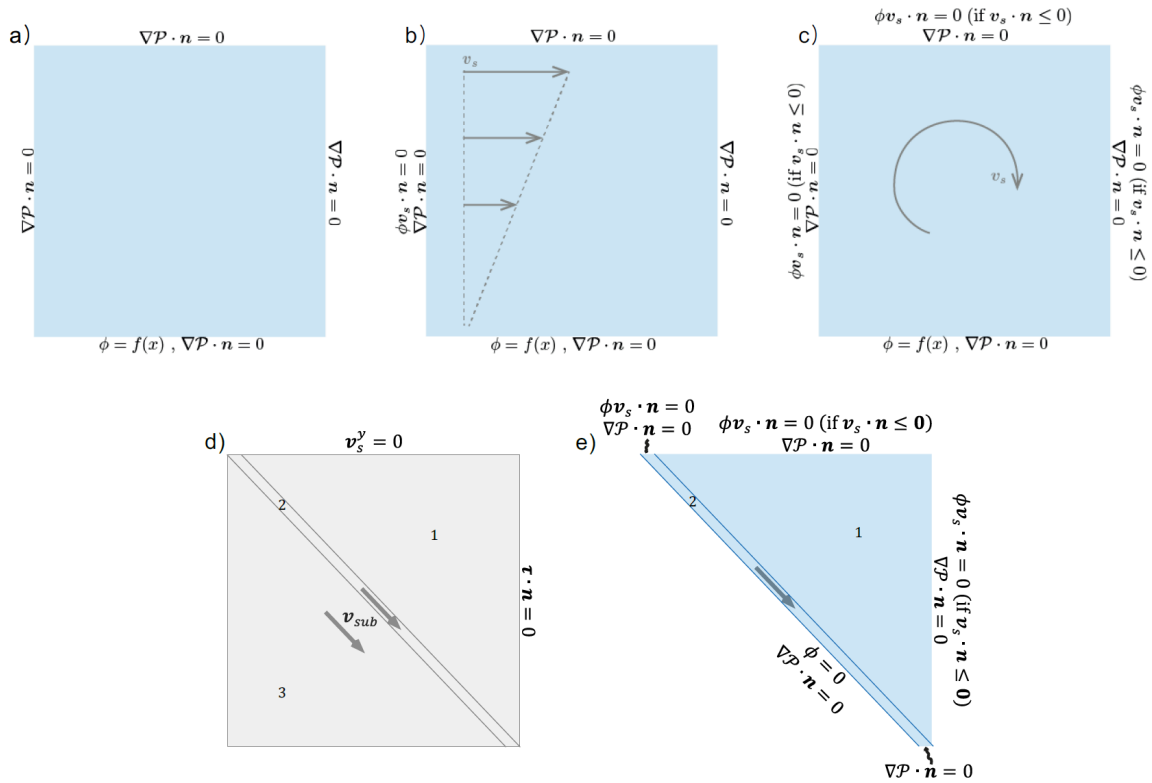 a)
∇𝒫 · n = 0
∇𝒫 · n = 0
∇𝒫 · n = 0
ϕ = f(x) , ∇𝒫 · n = 0
b)
∇𝒫 · n = 0
v_s
ϕv_s · n = 0
∇𝒫 · n = 0
∇𝒫 · n = 0
ϕ = f(x) , ∇𝒫 · n = 0
c)
ϕv_s · n = 0 (if v_s · n ≤ 0)
∇𝒫 · n = 0
ϕv_s · n = 0 (if v_s · n ≤ 0)
∇𝒫 · n = 0
v_s
ϕv_s · n = 0 (if v_s · n ≤ 0)
∇𝒫 · n = 0
ϕ = f(x) , ∇𝒫 · n = 0
d)
v_s^y = 0
2
1
v_sub
3
τ · n = 0
e)
ϕv_s · n = 0
∇𝒫 · n = 0
ϕv_s · n = 0 (if v_s · n ≤ 0)
∇𝒫 · n = 0
2
1
ϕv_s · n = 0 (if v_s · n ≤ 0)
∇𝒫 · n = 0
ϕ = 0
∇𝒫 · n = 0
∇𝒫 · n = 0